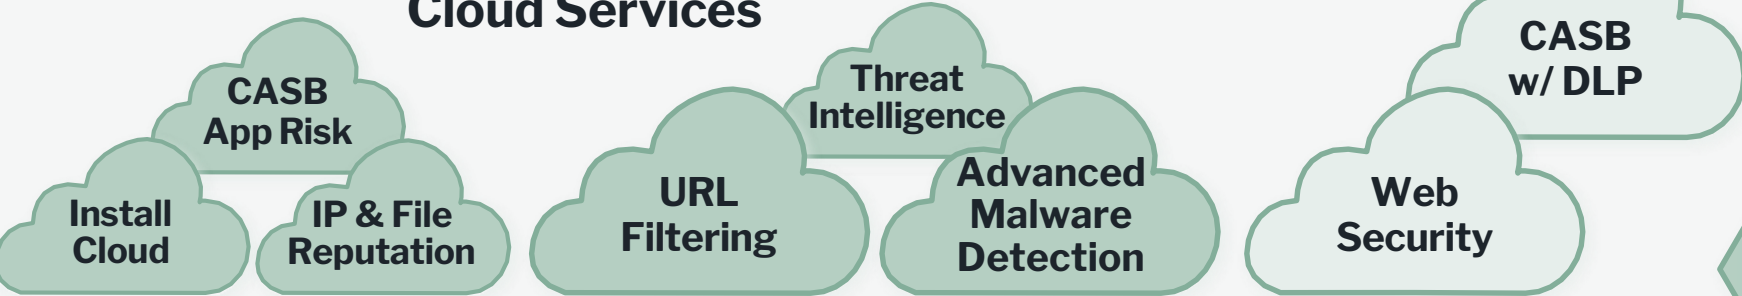 Cloud Services
CASB
App Risk
Install
Cloud
IP & File
Reputation
Threat
Intelligence
URL
Filtering
Advanced
Malware
Detection
CASB
w/ DLP
Web
Security